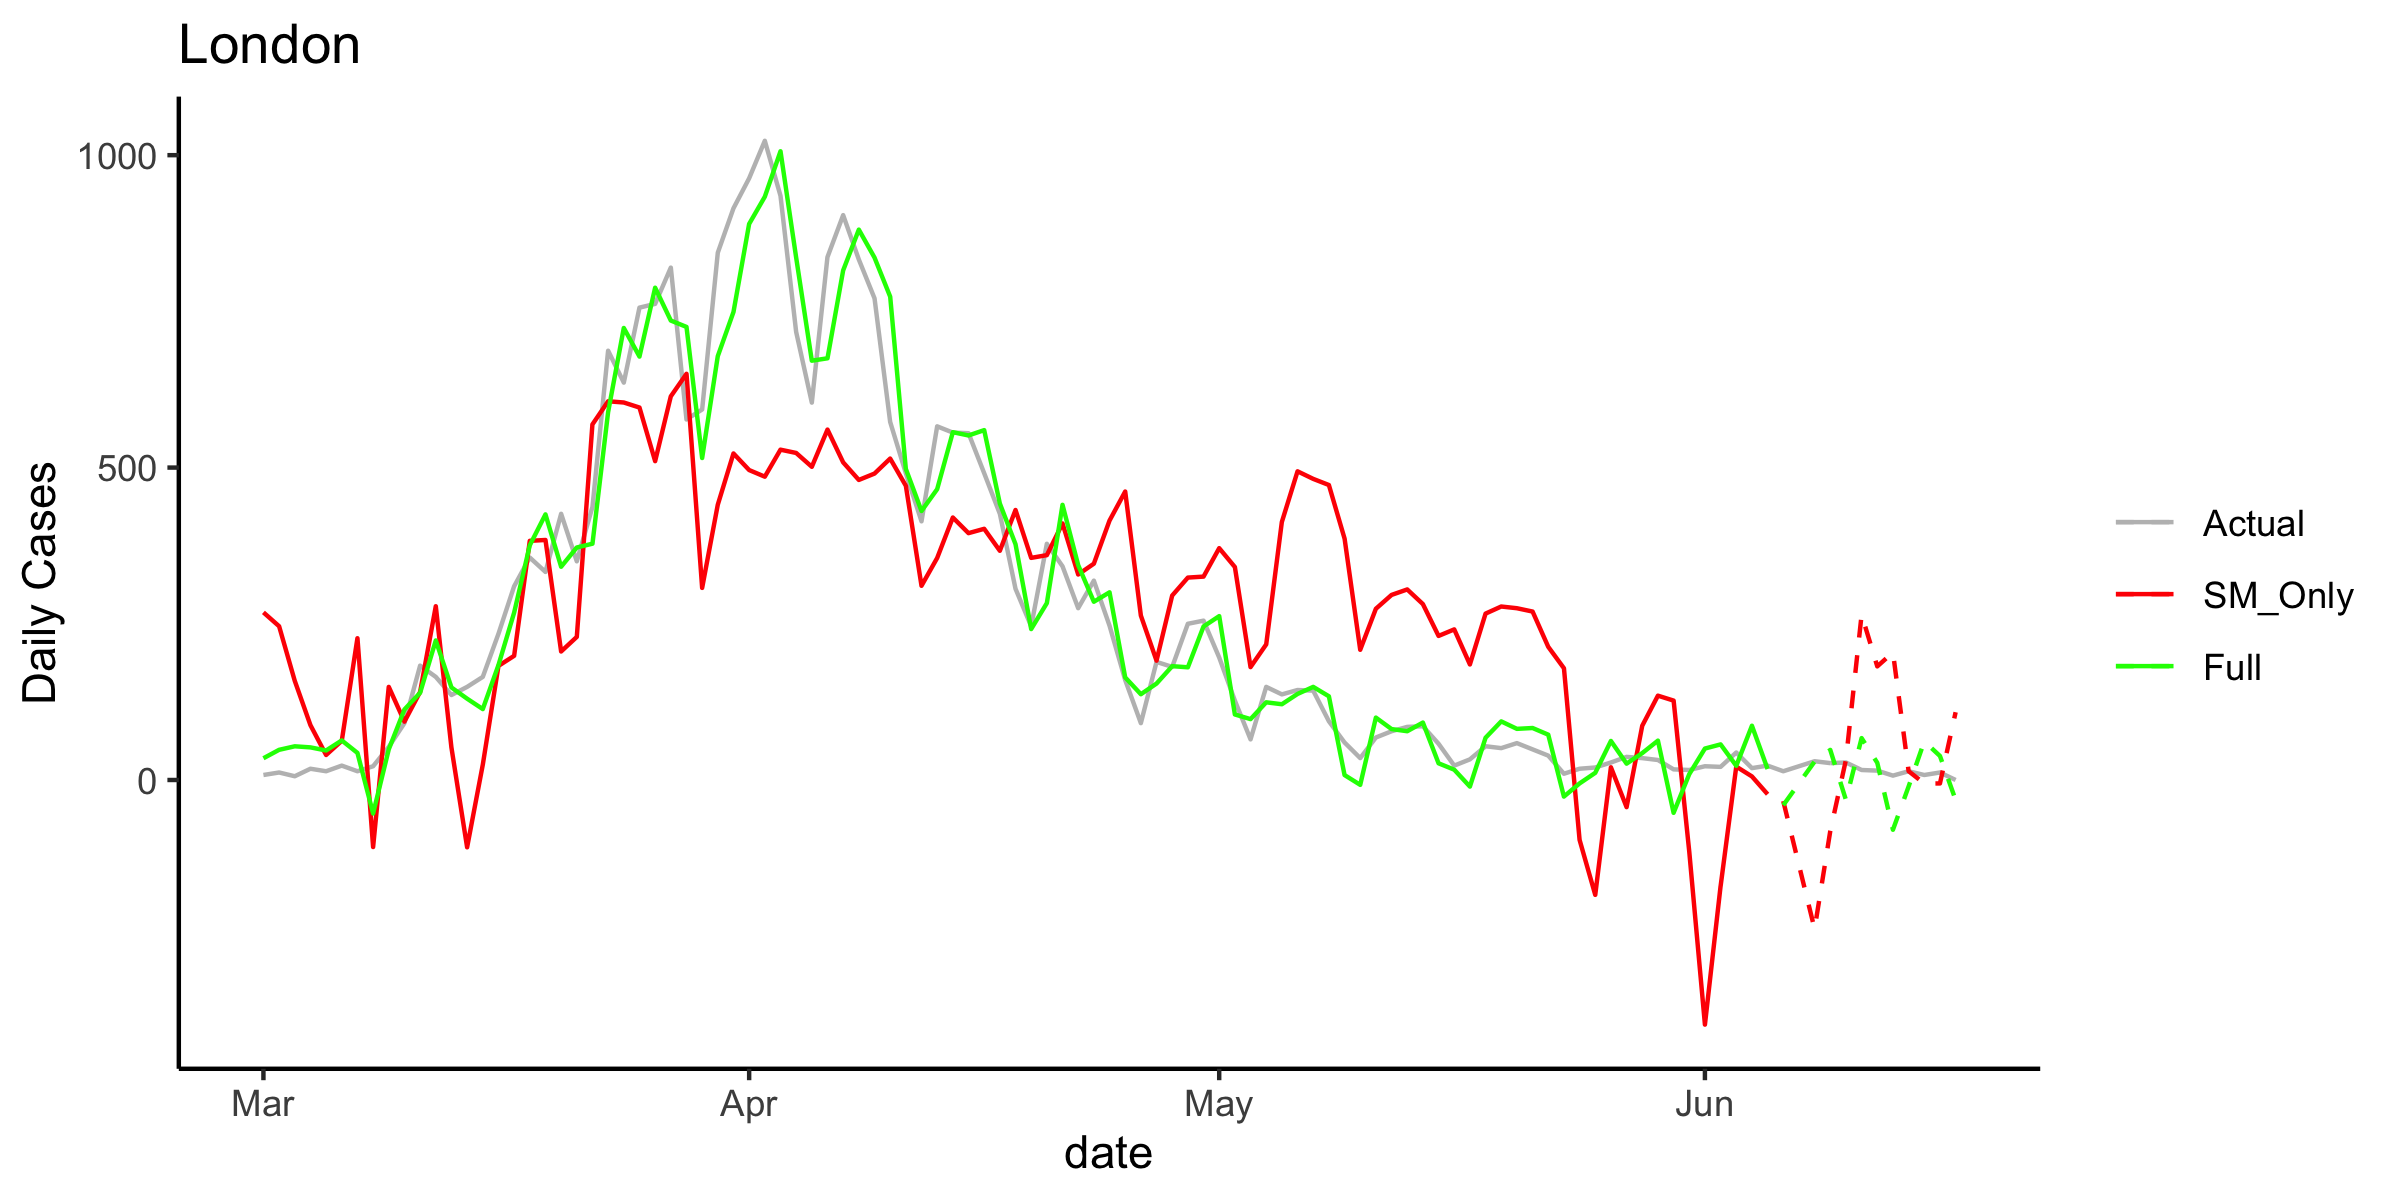 London
Daily Cases
1000
500
0
Mar Apr May Jun
date
Actual
SM_Only
Full